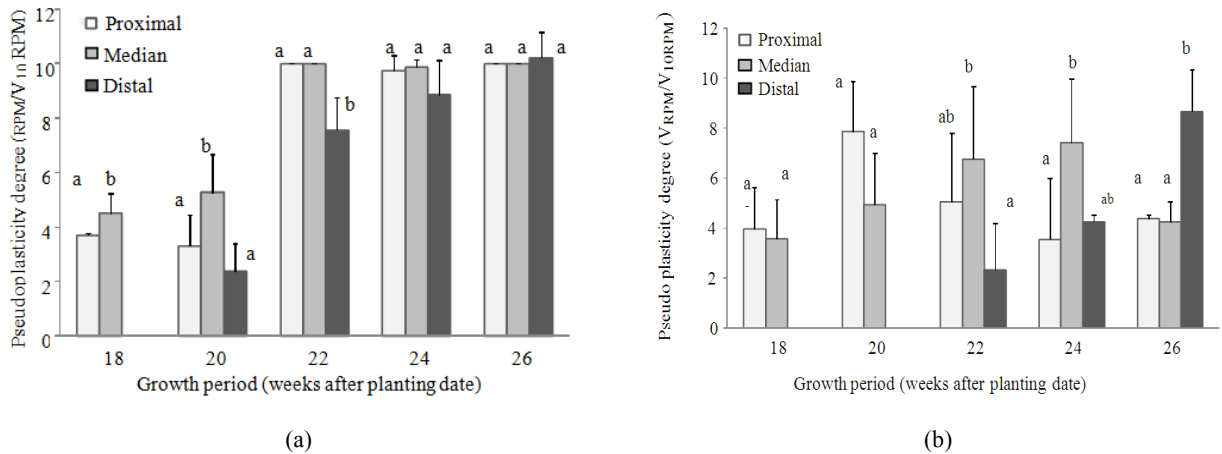 12
10
8
6
4
2
0
Pseudoplasticity degree (RPM/V10 RPM)
Proximal
Median
Distal
a b
a b a
a a b
a a a
a a a
18 20 22 24 26
Growth period (weeks after planting date)
(a)
12
10
8
6
4
2
0
Pseudo plasticity degree (VRPM/V10RPM)
Proximal
Median
Distal
a a
a a
ab b a
a b ab
a a b
18 20 22 24 26
Growth period (weeks after planting date)
(b)